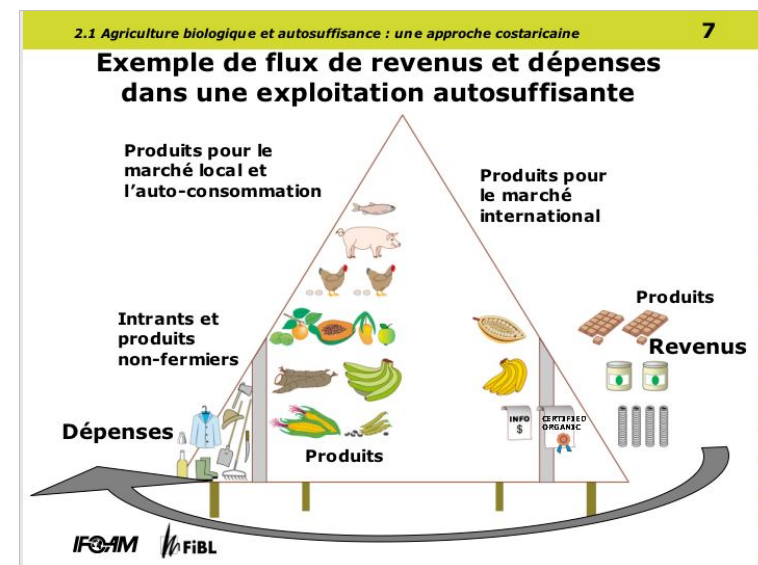 2.1 Agriculture biologique et autosuffisance : une approche costaricaine
7
Exemple de flux de revenus et dépenses
dans une exploitation autosuffisante
Produits pour le
marché local et
l'auto-consommation
Produits pour
le marché
international
Intrants et
produits
non-fermiers
Produits
Revenus
INFO
$
CERTIFIED
ORGANIC
Dépenses
Produits
IFOAM
FiBL